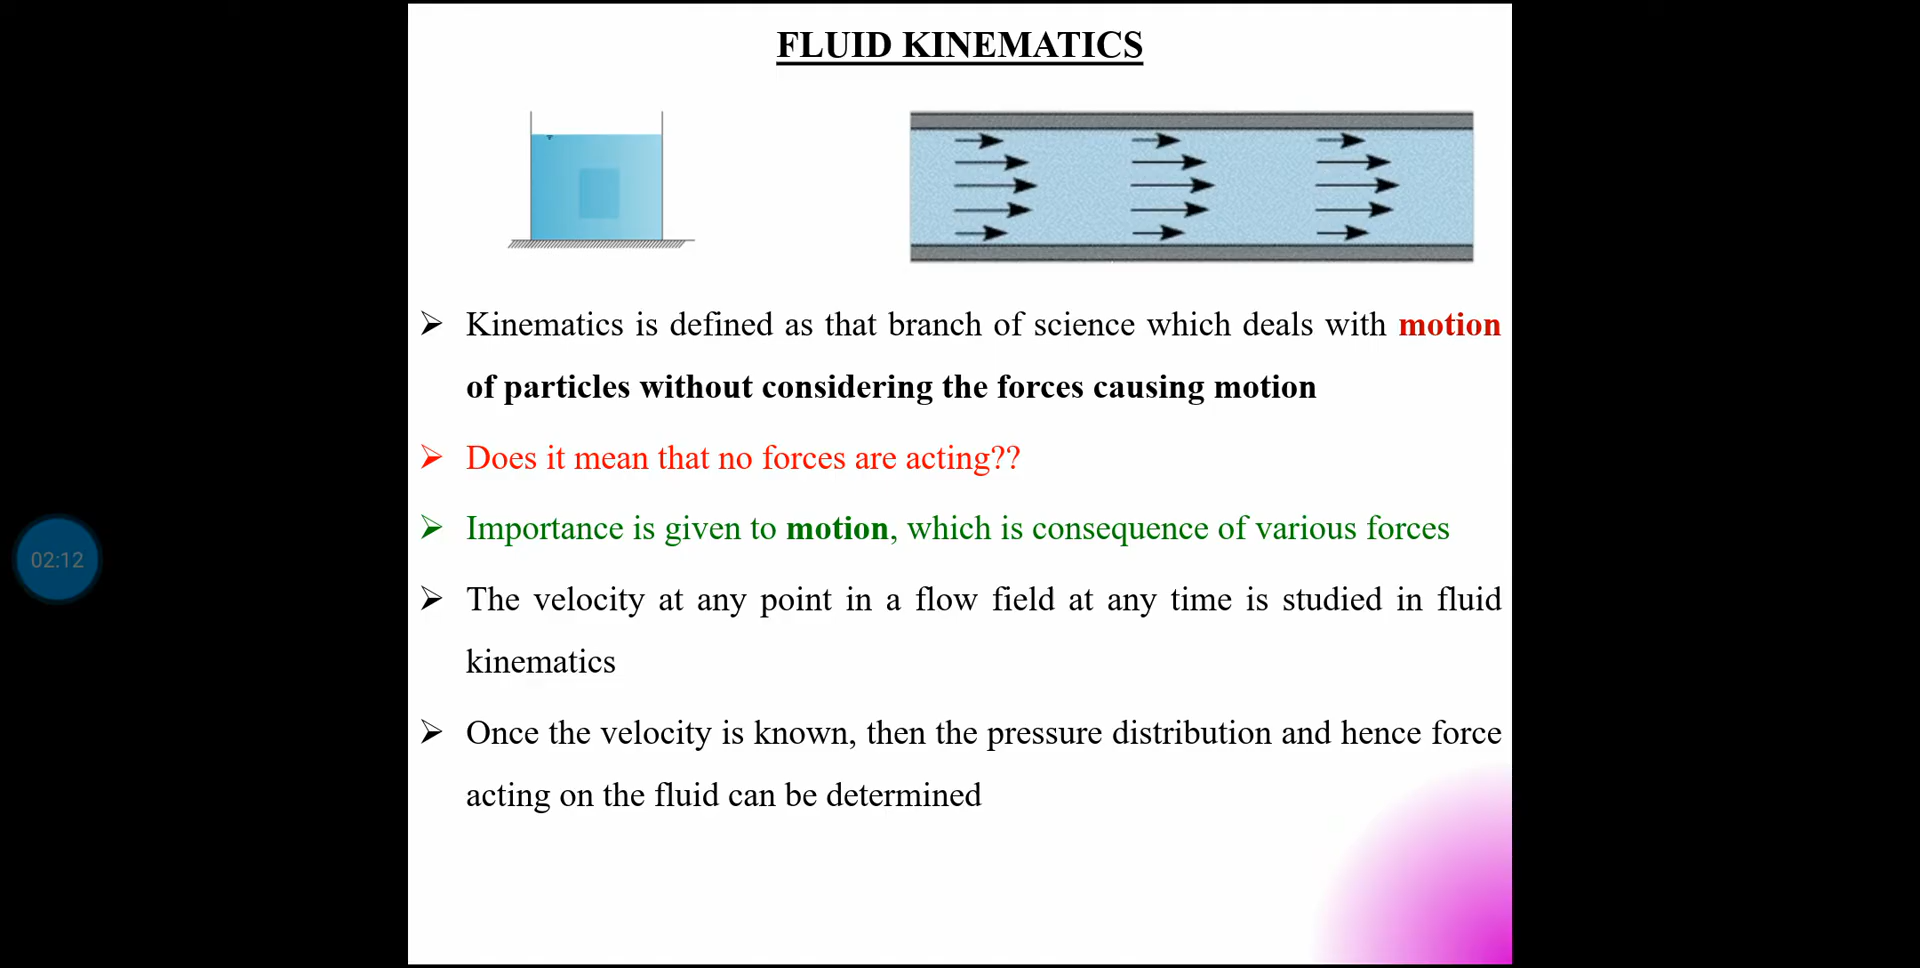 FLUID KINEMATICS
➢ Kinematics is defined as that branch of science which deals with motion
of particles without considering the forces causing motion
➢ Does it mean that no forces are acting??
➢ Importance is given to motion, which is consequence of various forces
02:12
➢ The velocity at any point in a flow field at any time is studied in fluid
kinematics
➢ Once the velocity is known, then the pressure distribution and hence force
acting on the fluid can be determined